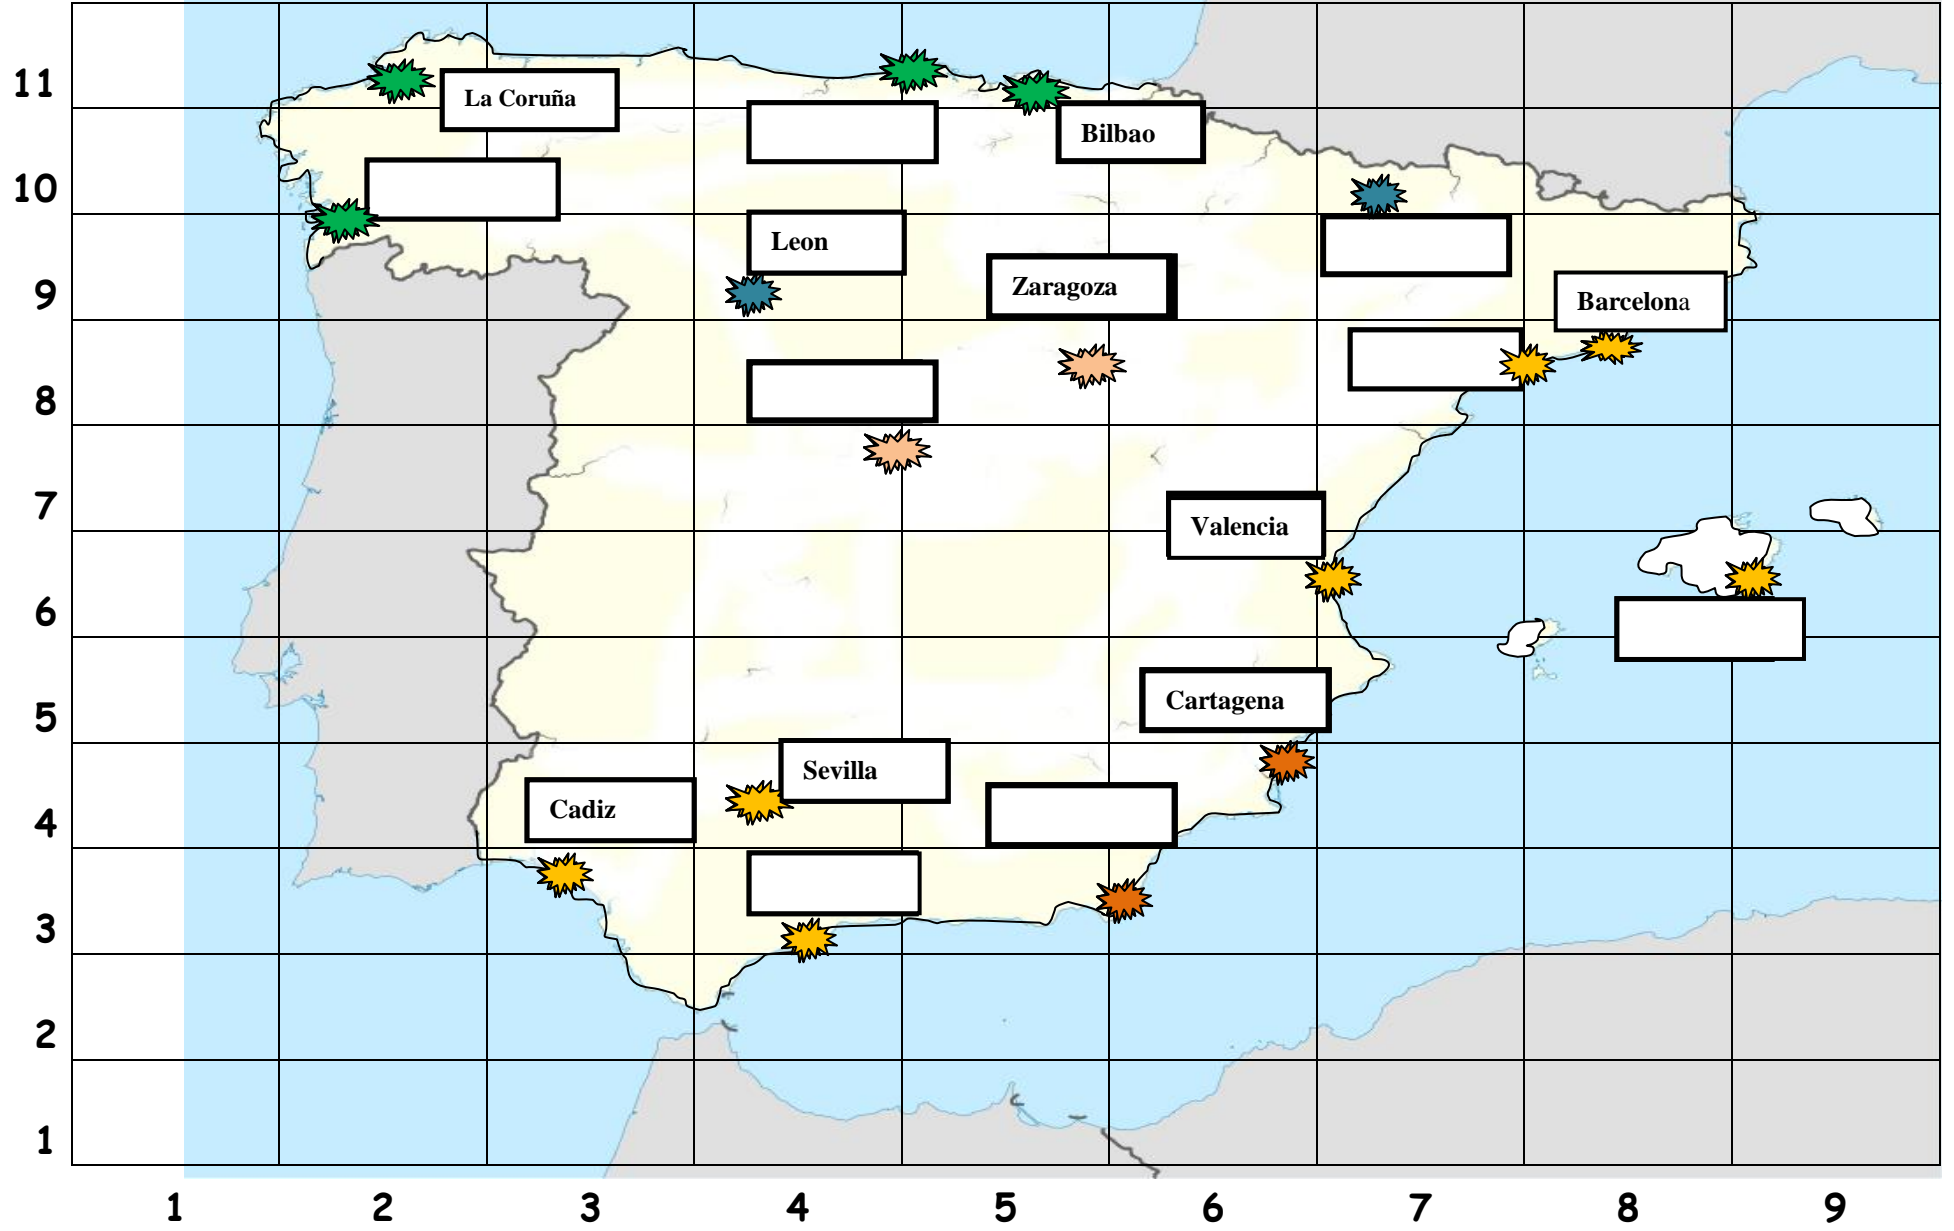 11
La Coruña
Bilbao
10
Leon
Zaragoza
9
Barcelona
8
7
Valencia
6
Cartagena
5
Sevilla
Cadiz
4
3
2
1
1 2 3 4 5 6 7 8 9